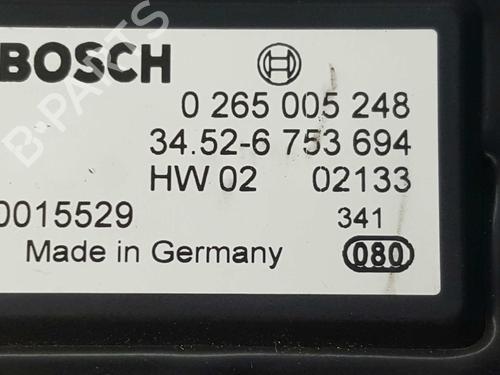 BOSCH
0 265 005 248
34.52-6 753 694
HW 02 02133
0015529 341
Made in Germany 080
B-PARTS